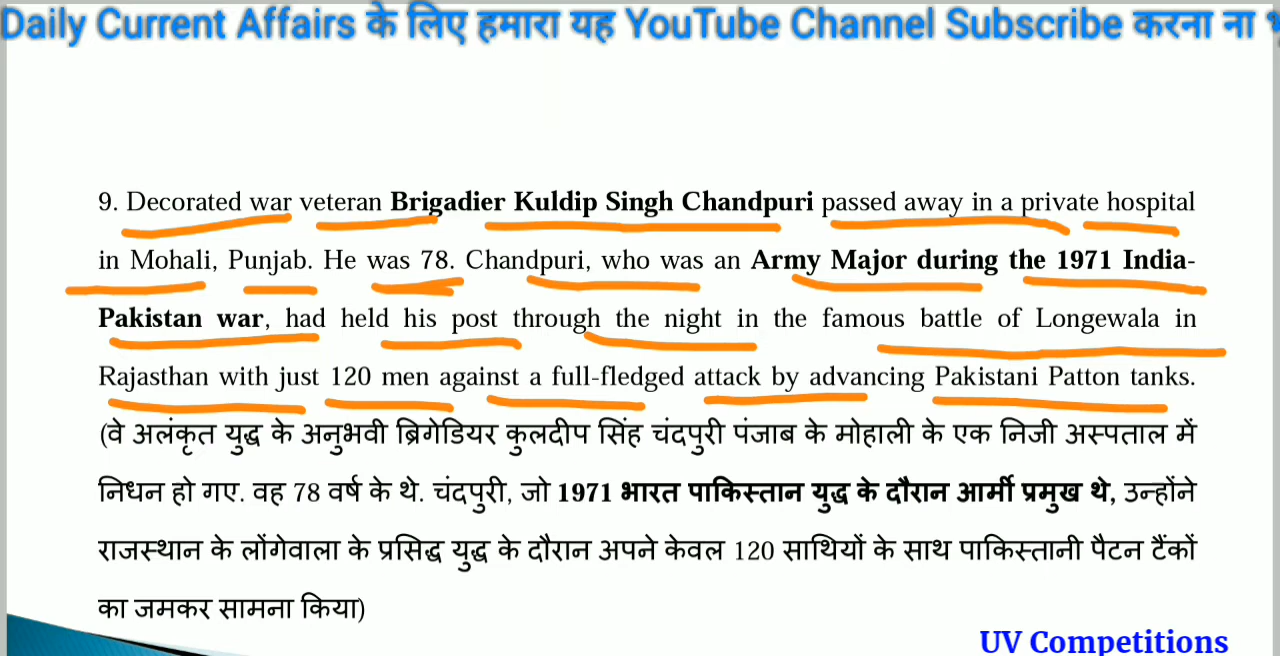 Daily Current Affairs के लिए हमारा यह YouTube Channel Subscribe करना ना
9. Decorated war veteran Brigadier Kuldip Singh Chandpuri passed away in a private hospital
in Mohali, Punjab. He was 78. Chandpuri, who was an Army Major during the 1971 India-
Pakistan war, had held his post through the night in the famous battle of Longewala in
Rajasthan with just 120 men against a full-fledged attack by advancing Pakistani Patton tanks.
(वे अलंकृत युद्ध के अनुभवी ब्रिगेडियर कुलदीप सिंह चंदपुरी पंजाब के मोहाली के एक निजी अस्पताल में
निधन हो गए. वह 78 वर्ष के थे. चंदपुरी, जो 1971 भारत पाकिस्तान युद्ध के दौरान आर्मी प्रमुख थे, उन्होंने
राजस्थान के लोंगेवाला के प्रसिद्ध युद्ध के दौरान अपने केवल 120 साथियों के साथ पाकिस्तानी पैटन टैंकों
का जमकर सामना किया)
UV Competitions